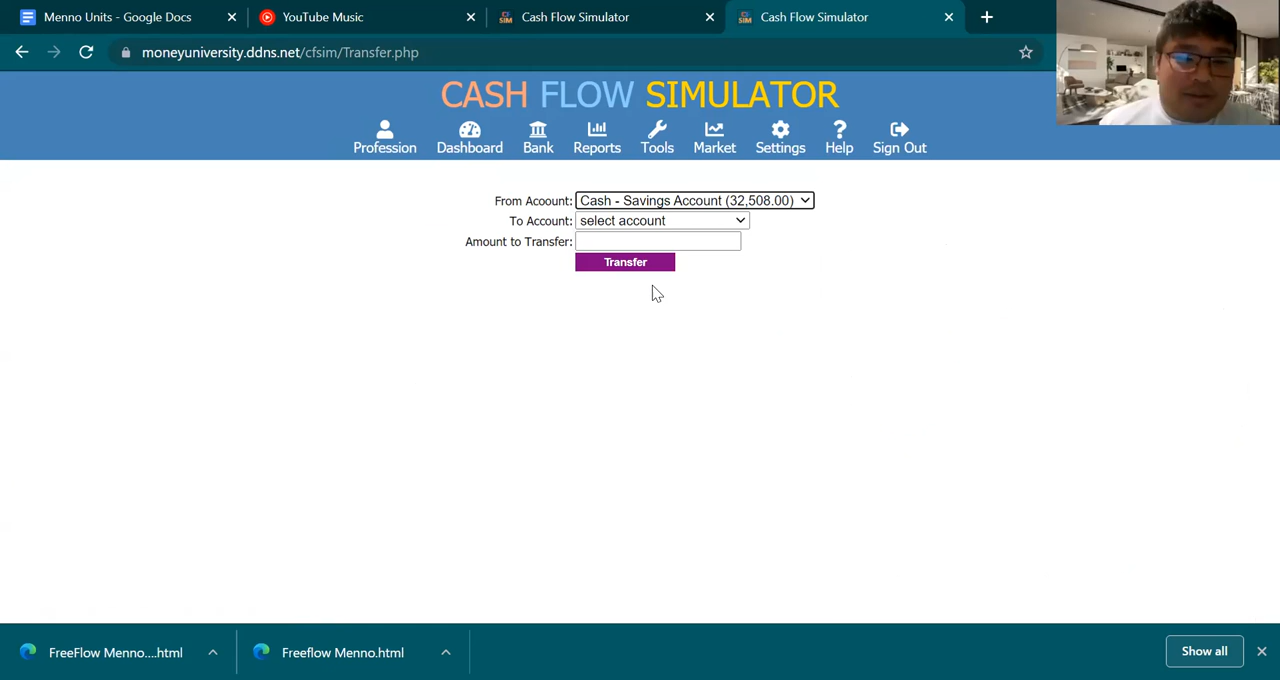 Menno Units - Google Docs
YouTube Music
Cash Flow Simulator
Cash Flow Simulator
moneyuniversity.ddns.net/cfsim/Transfer.php
CASH FLOW SIMULATOR
Profession Dashboard Bank Reports Tools Market Settings Help Sign Out
From Acoount: Cash - Savings Account (32,508.00)
To Account: select account
Amount to Transfer:
Transfer
FreeFlow Menno....html
Freeflow Menno.html
Show all